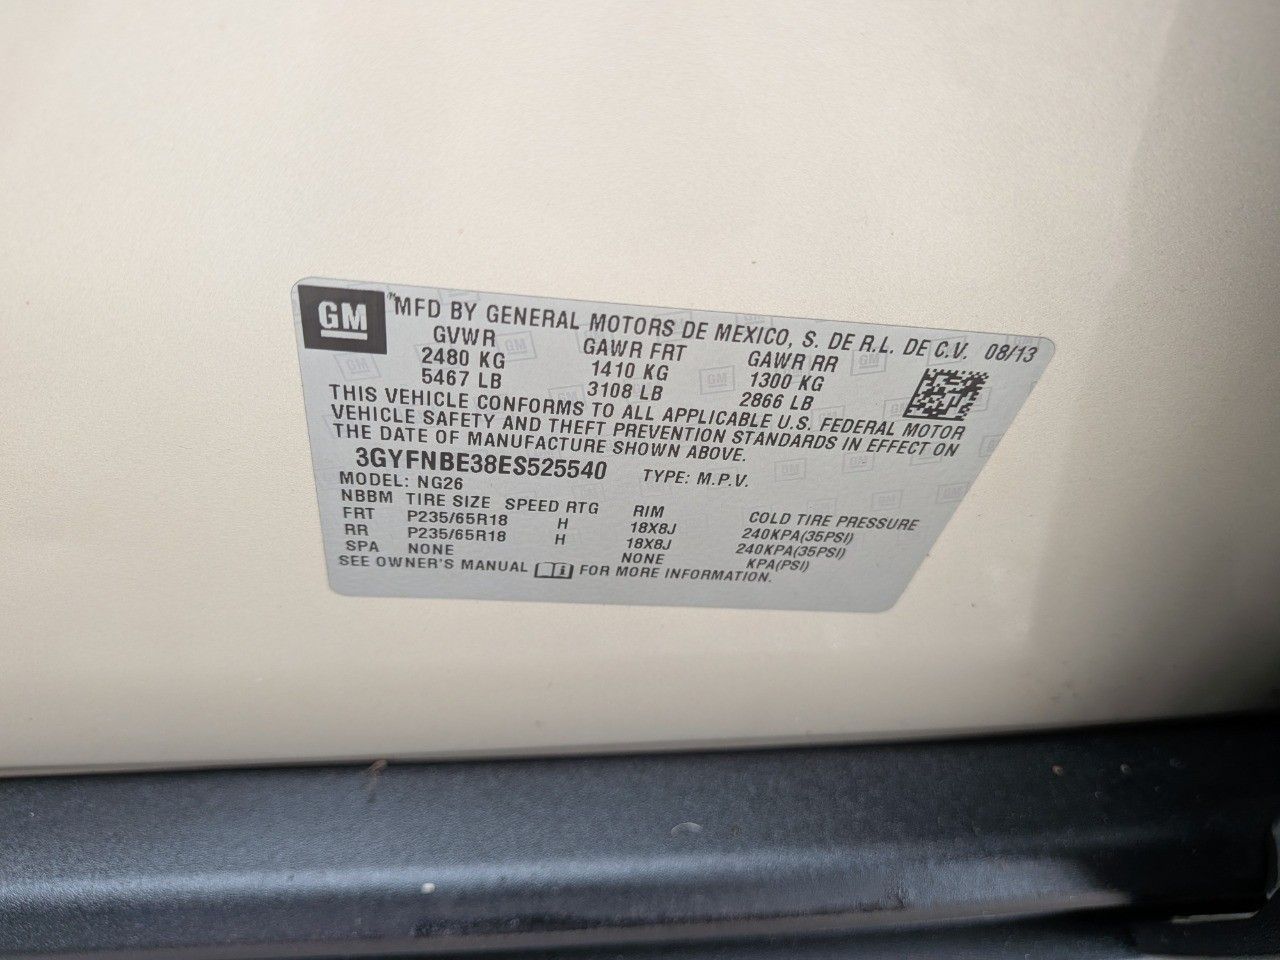 GM
MFD BY GENERAL MOTORS DE MEXICO, S. DE R.L. DE C.V. 08/13
GVWR GAWR FRT GAWR RR
2480 KG 1410 KG 1300 KG
5467 LB 3108 LB 2866 LB
THIS VEHICLE CONFORMS TO ALL APPLICABLE U.S. FEDERAL MOTOR
VEHICLE SAFETY AND THEFT PREVENTION STANDARDS IN EFFECT ON
THE DATE OF MANUFACTURE SHOWN ABOVE.
3GYFNBE38ES525540 TYPE: M.P.V.
MODEL: NG26
NBBM TIRE SIZE SPEED RTG RIM COLD TIRE PRESSURE
FRT P235/65R18 H 18X8J 240KPA(35PSI)
RR P235/65R18 H 18X8J 240KPA(35PSI)
SPA NONE NONE KPA(PSI)
SEE OWNER'S MANUAL FOR MORE INFORMATION.